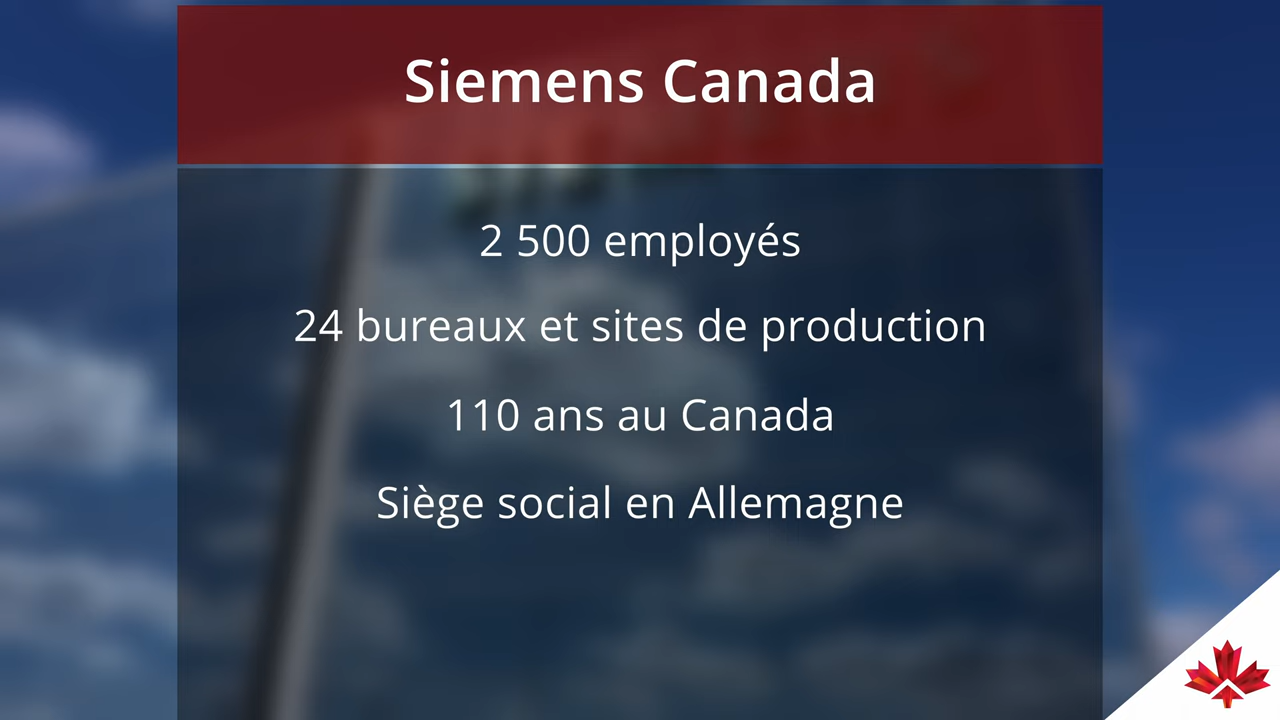 Siemens Canada
2 500 employés
24 bureaux et sites de production
110 ans au Canada
Siège social en Allemagne